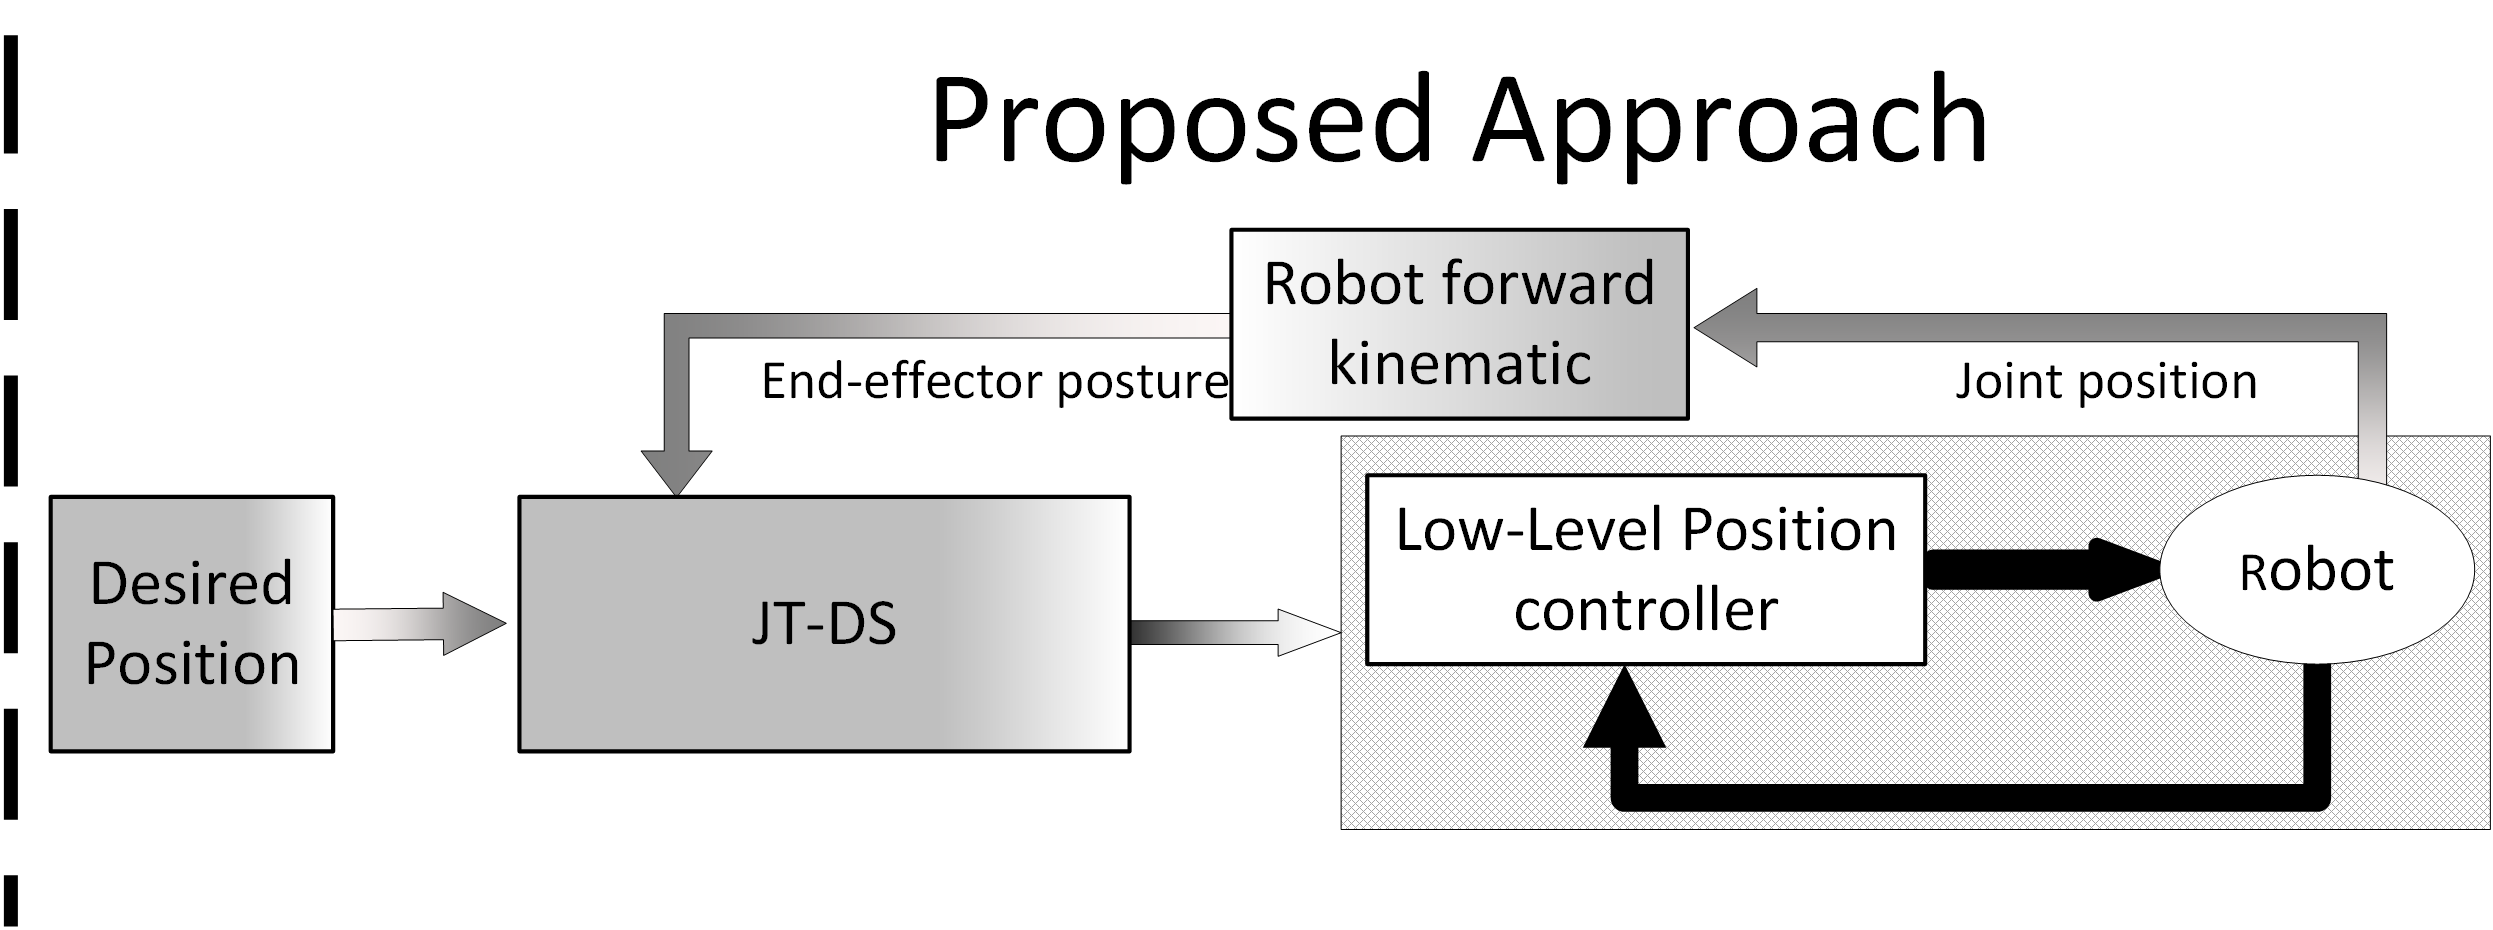 Proposed Approach
Robot forward
kinematic
End-effector posture
Joint position
Desired
Position
JT-DS
Low-Level Position
controller
Robot